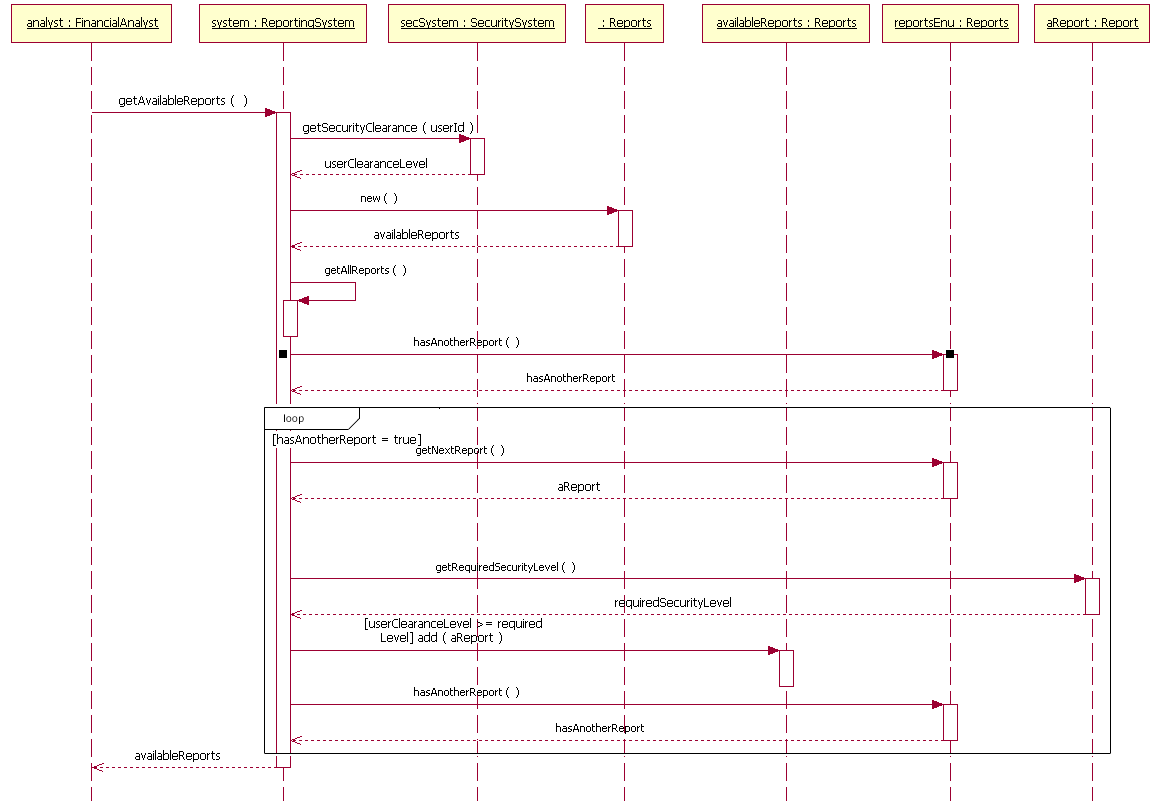 analyst : FinancialAnalyst
system : ReportingSystem
secSystem : SecuritySystem
: Reports
availableReports : Reports
reportsEnu : Reports
aReport : Report
getAvailableReports ( )
getSecurityClearance ( userId )
userClearanceLevel
new ( )
availableReports
getAllReports ( )
hasAnotherReport ( )
hasAnotherReport
loop
[hasAnotherReport = true]
getNextReport ( )
aReport
getRequiredSecurityLevel ( )
requiredSecurityLevel
[userClearanceLevel >= required
Level] add ( aReport )
hasAnotherReport ( )
hasAnotherReport
availableReports